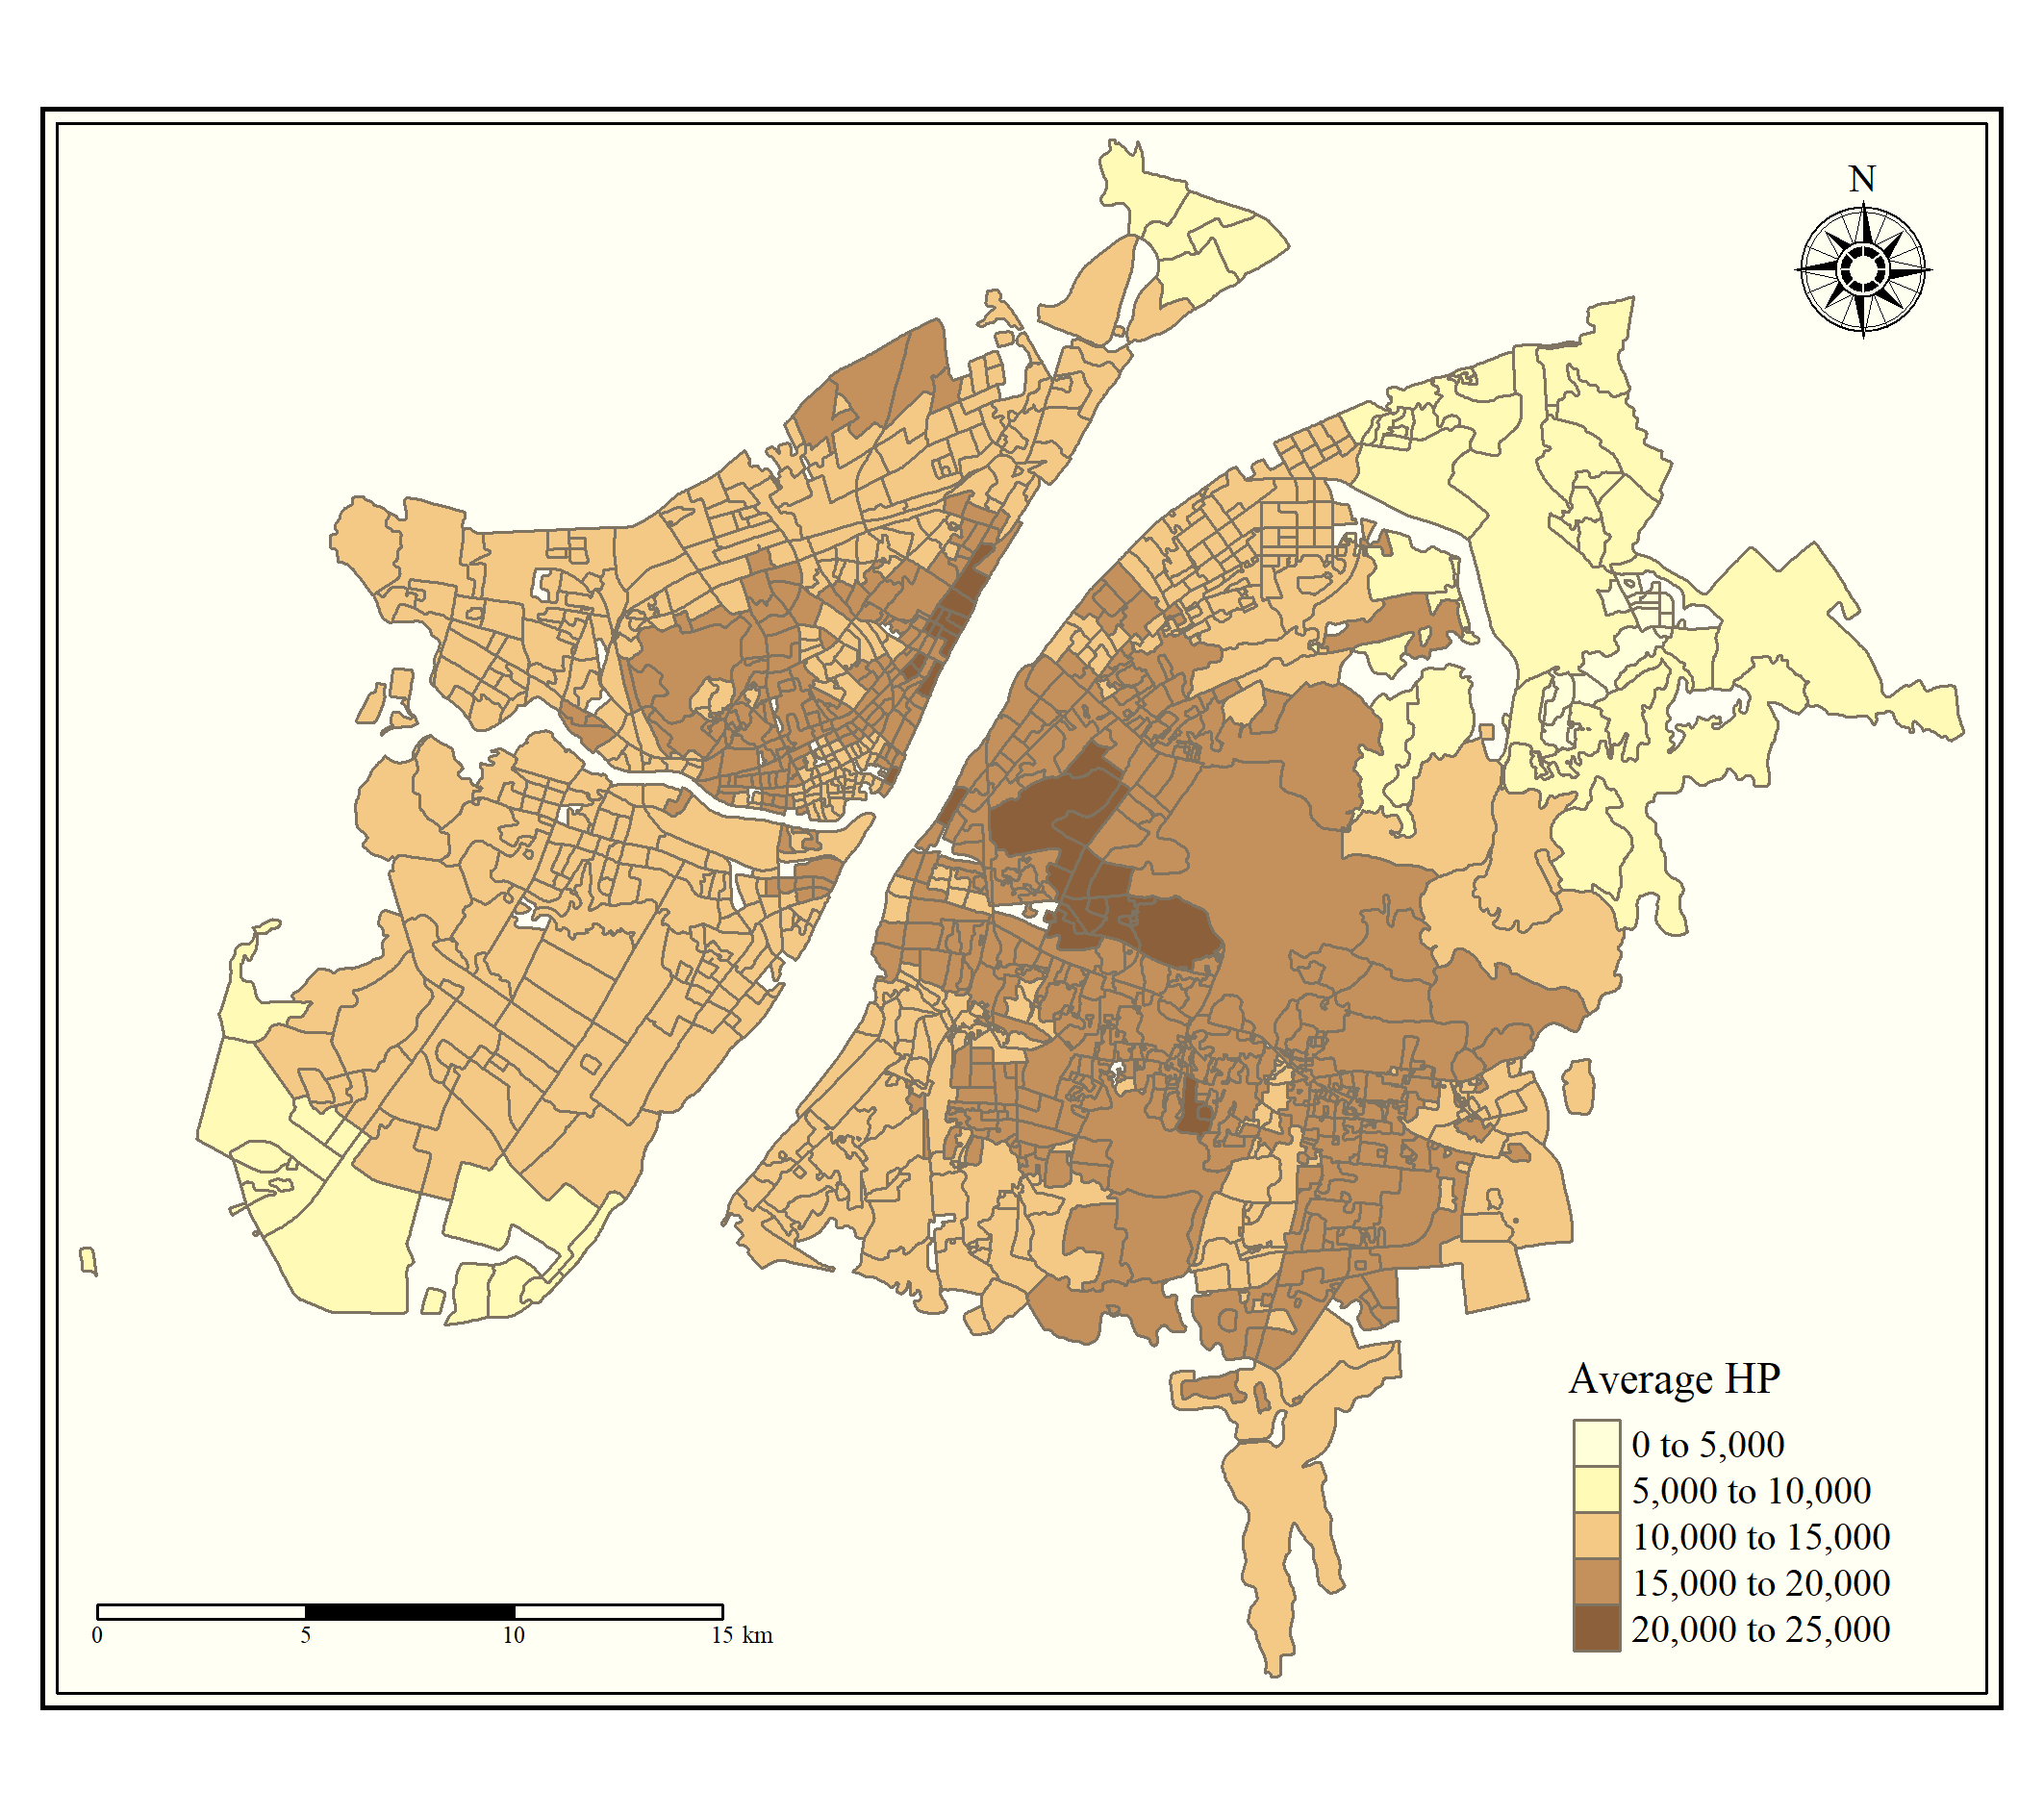 N
Average HP
0 to 5,000
5,000 to 10,000
10,000 to 15,000
15,000 to 20,000
20,000 to 25,000
0 5 10 15 km